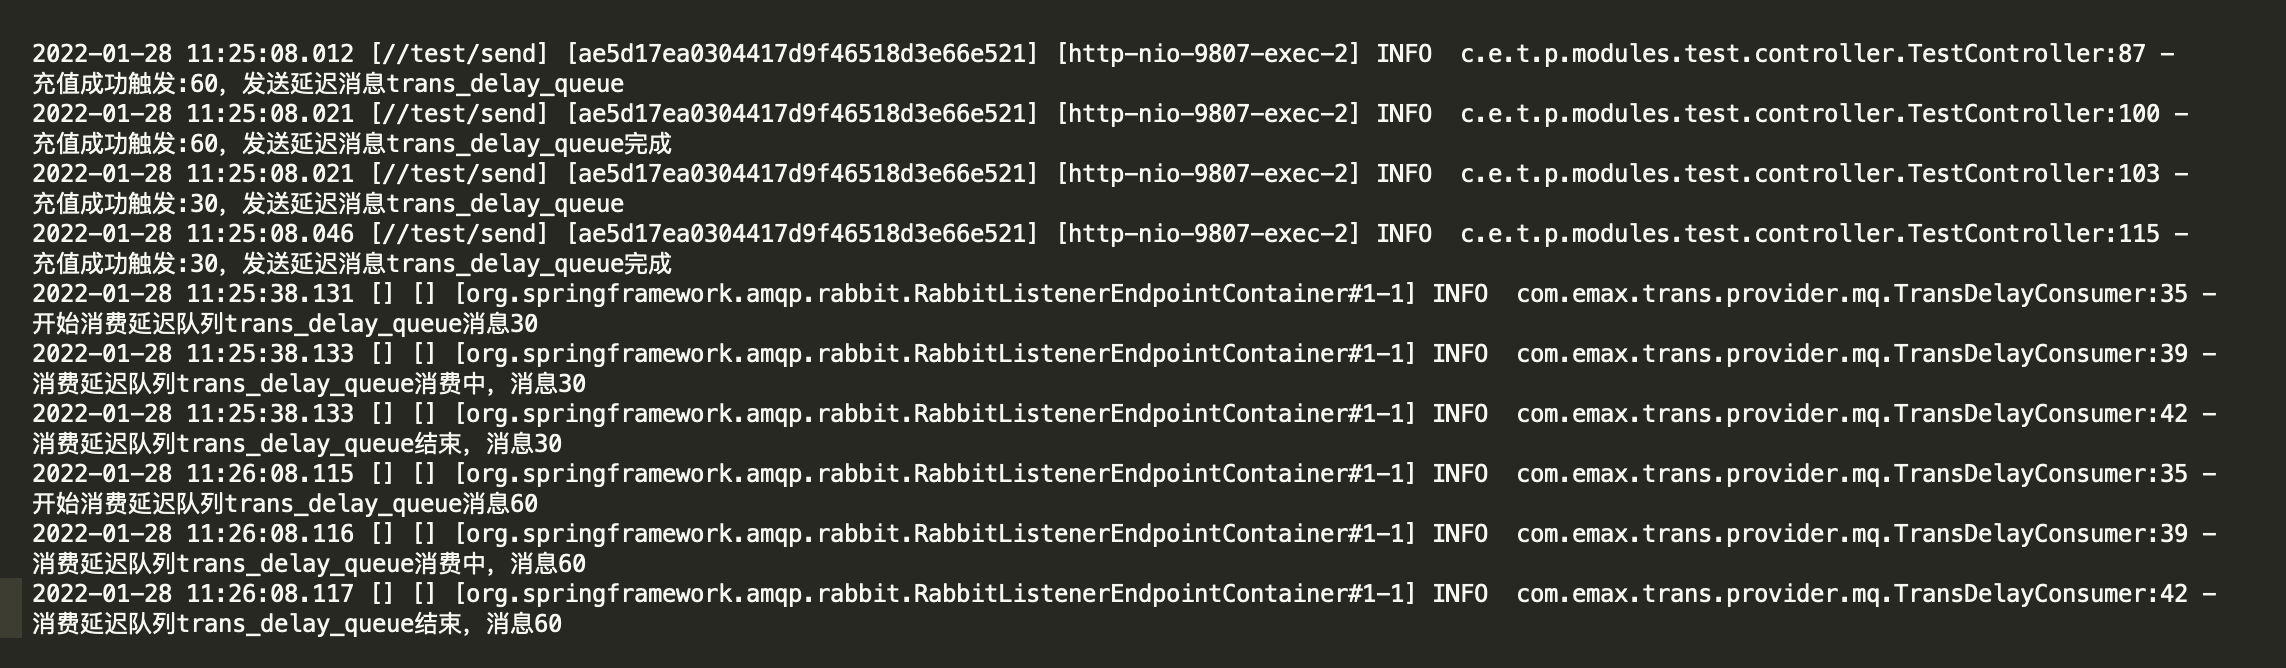 2022-01-28 11:25:08.012 [//test/send] [ae5d17ea0304417d9f46518d3e66e521] [http-nio-9807-exec-2] INFO  c.e.t.p.modules.test.controller.TestController:87 -
充值成功触发:60，发送延迟消息trans_delay_queue
2022-01-28 11:25:08.021 [//test/send] [ae5d17ea0304417d9f46518d3e66e521] [http-nio-9807-exec-2] INFO  c.e.t.p.modules.test.controller.TestController:100 -
充值成功触发:60，发送延迟消息trans_delay_queue完成
2022-01-28 11:25:08.021 [//test/send] [ae5d17ea0304417d9f46518d3e66e521] [http-nio-9807-exec-2] INFO  c.e.t.p.modules.test.controller.TestController:103 -
充值成功触发:30，发送延迟消息trans_delay_queue
2022-01-28 11:25:08.046 [//test/send] [ae5d17ea0304417d9f46518d3e66e521] [http-nio-9807-exec-2] INFO  c.e.t.p.modules.test.controller.TestController:115 -
充值成功触发:30，发送延迟消息trans_delay_queue完成
2022-01-28 11:25:38.131 [] [] [org.springframework.amqp.rabbit.RabbitListenerEndpointContainer#1-1] INFO  com.emax.trans.provider.mq.TransDelayConsumer:35 -
开始消费延迟队列trans_delay_queue消息30
2022-01-28 11:25:38.133 [] [] [org.springframework.amqp.rabbit.RabbitListenerEndpointContainer#1-1] INFO  com.emax.trans.provider.mq.TransDelayConsumer:39 -
消费延迟队列trans_delay_queue消费中，消息30
2022-01-28 11:25:38.133 [] [] [org.springframework.amqp.rabbit.RabbitListenerEndpointContainer#1-1] INFO  com.emax.trans.provider.mq.TransDelayConsumer:42 -
消费延迟队列trans_delay_queue结束，消息30
2022-01-28 11:26:08.115 [] [] [org.springframework.amqp.rabbit.RabbitListenerEndpointContainer#1-1] INFO  com.emax.trans.provider.mq.TransDelayConsumer:35 -
开始消费延迟队列trans_delay_queue消息60
2022-01-28 11:26:08.116 [] [] [org.springframework.amqp.rabbit.RabbitListenerEndpointContainer#1-1] INFO  com.emax.trans.provider.mq.TransDelayConsumer:39 -
消费延迟队列trans_delay_queue消费中，消息60
2022-01-28 11:26:08.117 [] [] [org.springframework.amqp.rabbit.RabbitListenerEndpointContainer#1-1] INFO  com.emax.trans.provider.mq.TransDelayConsumer:42 -
消费延迟队列trans_delay_queue结束，消息60